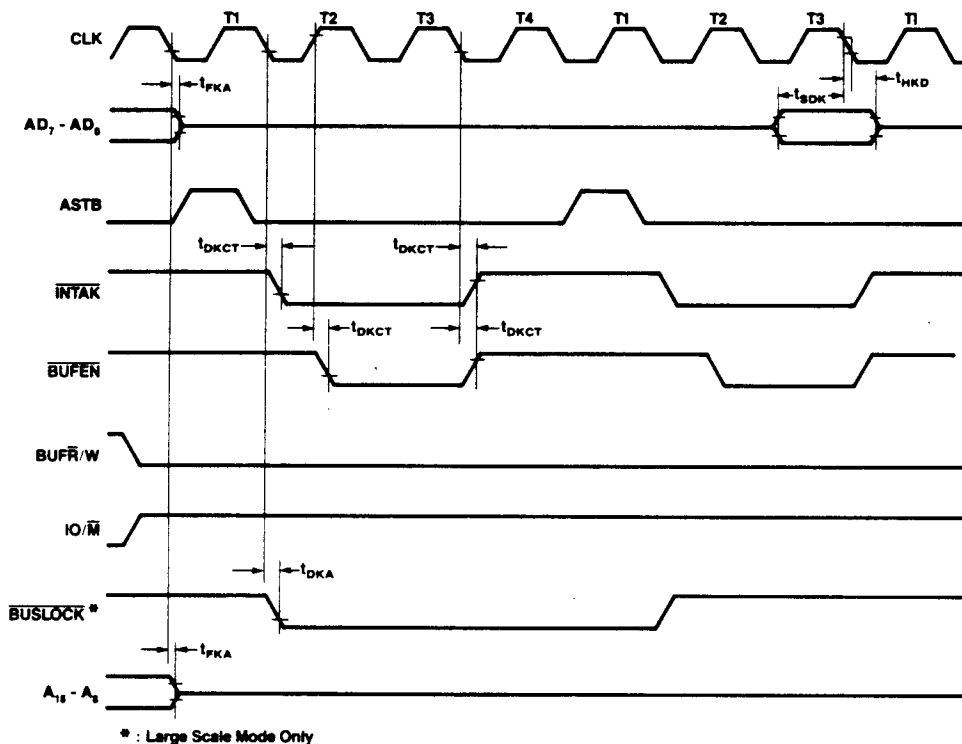 T1 T2 T3 T4 T1 T2 T3 TI
CLK
tFKA
tSDK
tHKD
AD7 - AD0
ASTB
tDKCT
tDKCT
INTAK
tDKCT
tDKCT
BUFEN
BUFR/W
IO/M
tDKA
BUSLOCK *
tFKA
A15 - A8
* : Large Scale Mode Only